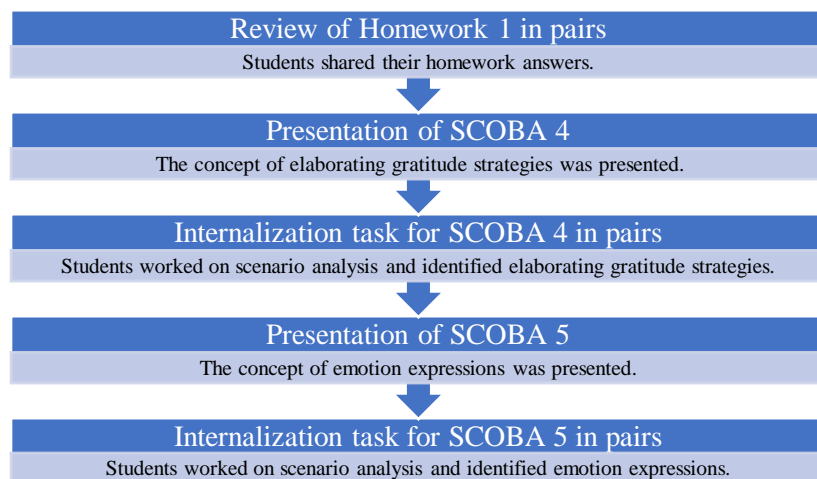 Review of Homework 1 in pairs
Students shared their homework answers.
Presentation of SCOBA 4
The concept of elaborating gratitude strategies was presented.
Internalization task for SCOBA 4 in pairs
Students worked on scenario analysis and identified elaborating gratitude strategies.
Presentation of SCOBA 5
The concept of emotion expressions was presented.
Internalization task for SCOBA 5 in pairs
Students worked on scenario analysis and identified emotion expressions.